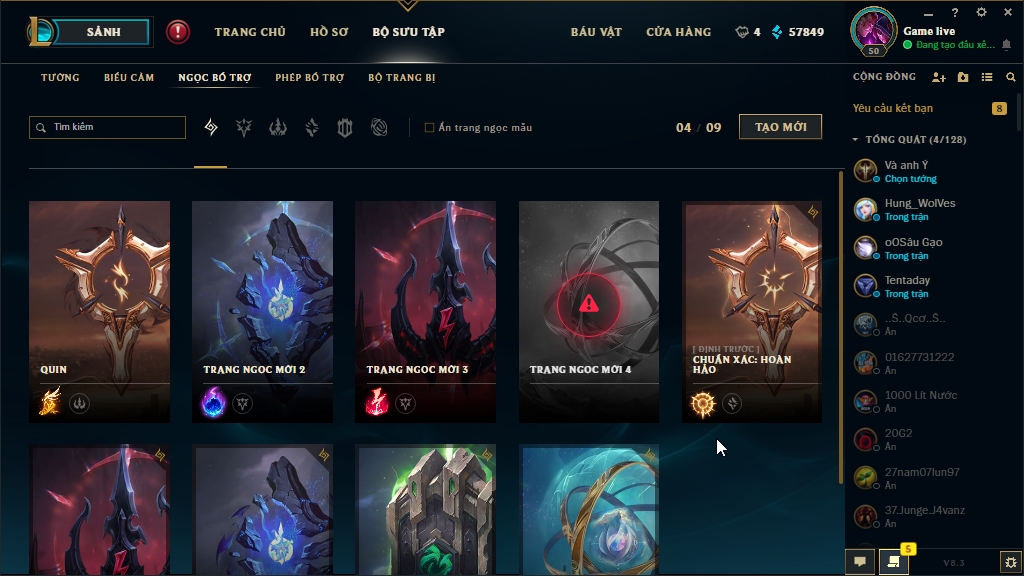 SẢNH
TRANG CHỦ
HỒ SƠ
BỘ SƯU TẬP
BÁU VẬT
CỬA HÀNG
4
57849
50
Game live
Đang tạo đấu xế...
TƯỚNG
BIỂU CẢM
NGỌC BỔ TRỢ
PHÉP BỔ TRỢ
BỘ TRANG BỊ
Tìm kiếm
Ẩn trang ngọc mẫu
04 / 09
TẠO MỚI
QUIN
TRANG NGỌC MỚI 2
TRANG NGỌC MỚI 3
TRANG NGỌC MỚI 4
[ ĐỊNH TRƯỚC ]
CHUẨN XÁC: HOÀN
HẢO
CỘNG ĐỒNG
Yêu cầu kết bạn
8
TỔNG QUÁT (4/128)
Và anh Ý
Chọn tướng
Hung_WolVes
Trong trận
oOSâu Gạo
Trong trận
Tentaday
Trong trận
..Š..Qcơ..Š..
Ẩn
01627731222
Ẩn
1000 Lít Nước
Ẩn
20G2
Ẩn
27nam07lun97
Ẩn
37.Junge.J4vanz
Ẩn
5
V8.3